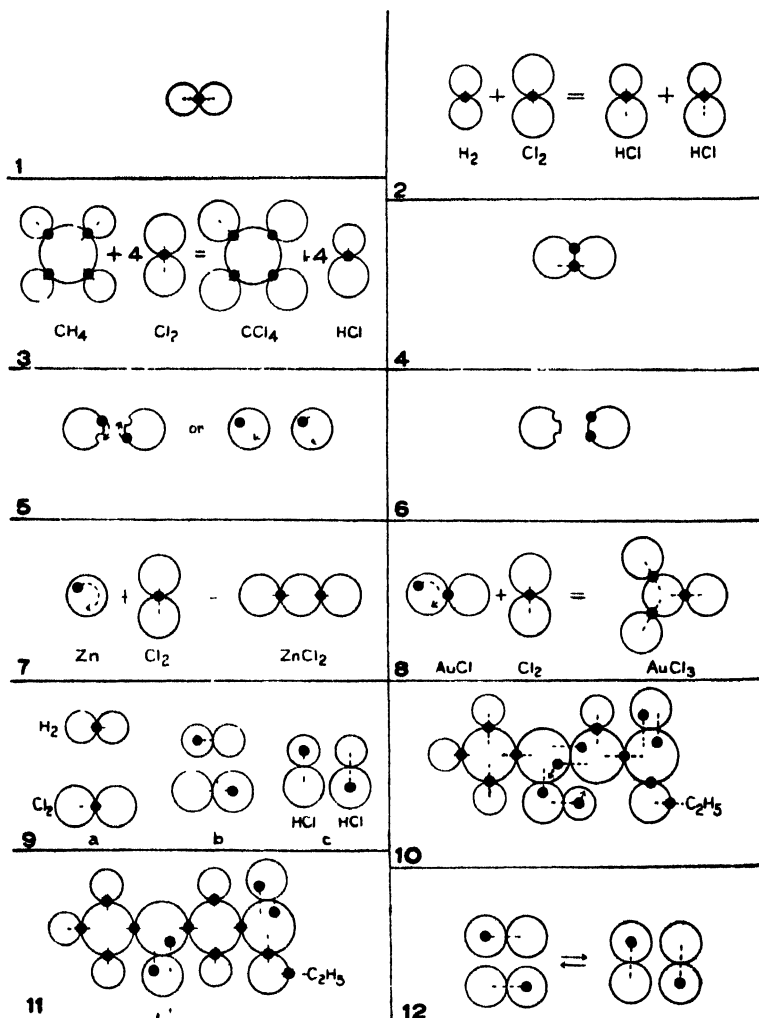 1
+ = +
H2 Cl2 HCl HCl
2
+ 4 = +4
CH4 Cl2 CCl4 HCl
3
4
or
5
6
+ -
Zn Cl2 ZnCl2
7
+ =
AuCl Cl2 AuCl3
8
H2
Cl2
HCl HCl
a b c
9
C2H5
10
-C2H5
11
⇌
12